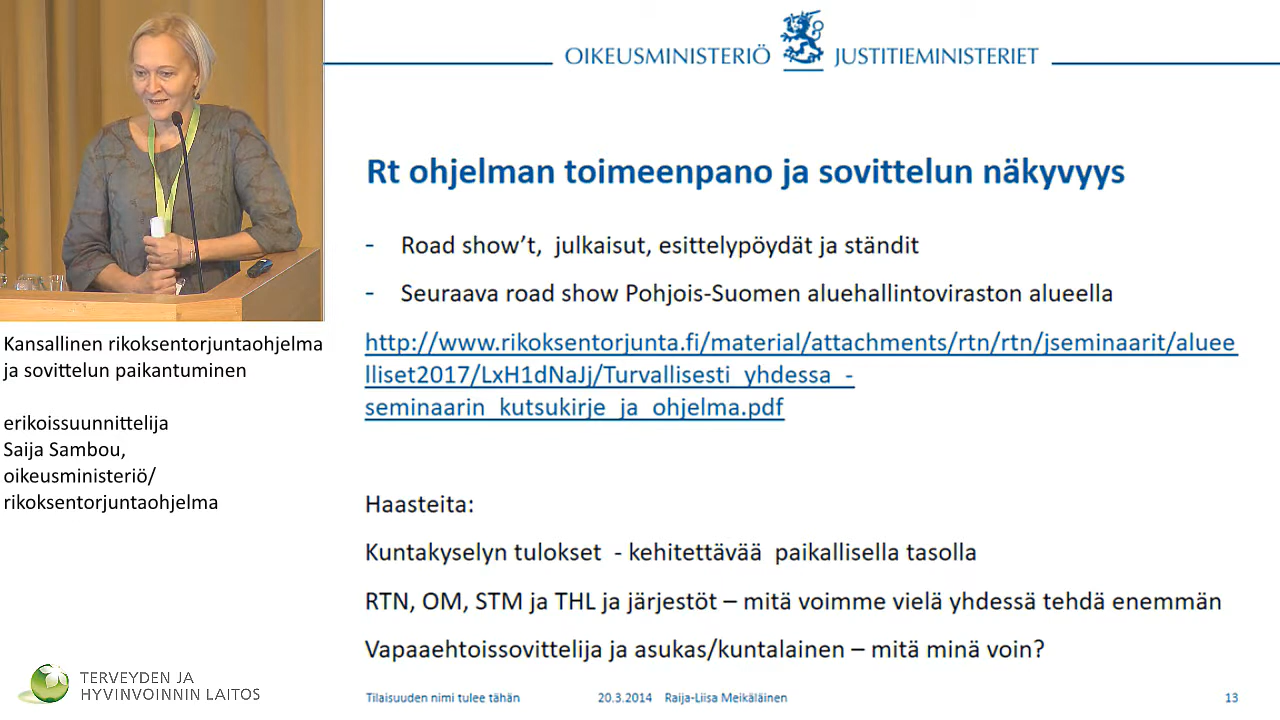 OIKEUSMINISTERIÖ JUSTITIEMINISTERIET
Rt ohjelman toimeenpano ja sovittelun näkyvyys
- Road show’t, julkaisut, esittelypöydät ja ständit
- Seuraava road show Pohjois-Suomen aluehallintoviraston alueella
http://www.rikoksentorjunta.fi/material/attachments/rtn/rtn/jseminaarit/aluee
lliset2017/LxH1dNaJj/Turvallisesti_yhdessa_-
seminaarin_kutsukirje_ja_ohjelma.pdf
Haasteita:
Kuntakyselyn tulokset - kehitettävää paikallisella tasolla
RTN, OM, STM ja THL ja järjestöt – mitä voimme vielä yhdessä tehdä enemmän
Vapaaehtoissovittelija ja asukas/kuntalainen – mitä minä voin?
Tilaisuuden nimi tulee tähän 20.3.2014 Raija-Liisa Meikäläinen 13
Kansallinen rikoksentorjuntaohjelma
ja sovittelun paikantuminen
erikoissuunnittelija
Saija Sambou,
oikeusministeriö/
rikoksentorjuntaohjelma
TERVEYDEN JA
HYVINVOINNIN LAITOS